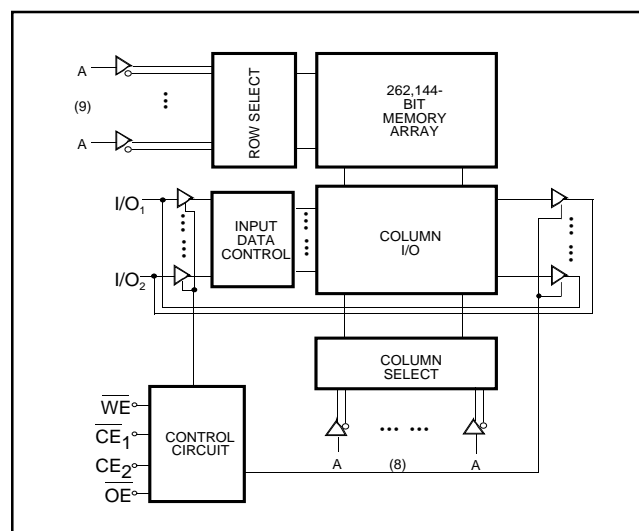 A
(9)
A
ROW SELECT
262,144-
BIT
MEMORY
ARRAY
I/O1
I/O2
INPUT
DATA
CONTROL
COLUMN
I/O
COLUMN
SELECT
WE
CE1
CE2
OE
CONTROL
CIRCUIT
A
(8)
A